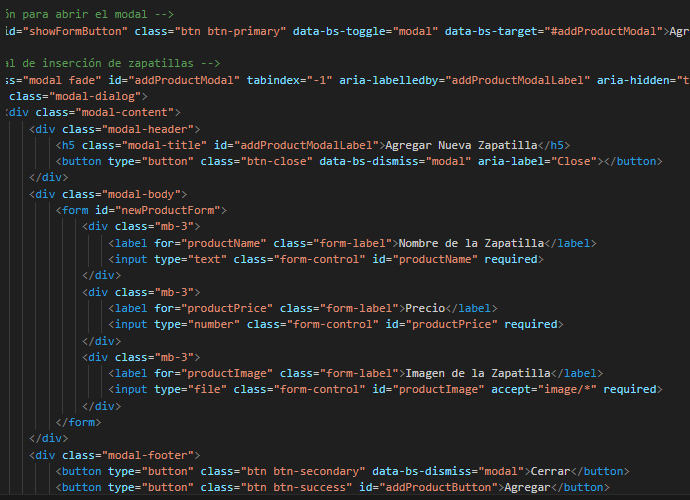 ón para abrir el modal -->
id="showFormButton" class="btn btn-primary" data-bs-toggle="modal" data-bs-target="#addProductModal">Agr
al de inserción de zapatillas -->
ss="modal fade" id="addProductModal" tabindex="-1" aria-labelledby="addProductModalLabel" aria-hidden="t
class="modal-dialog">
div class="modal-content">
<div class="modal-header">
<h5 class="modal-title" id="addProductModalLabel">Agregar Nueva Zapatilla</h5>
<button type="button" class="btn-close" data-bs-dismiss="modal" aria-label="Close"></button>
</div>
<div class="modal-body">
<form id="newProductForm">
<div class="mb-3">
<label for="productName" class="form-label">Nombre de la Zapatilla</label>
<input type="text" class="form-control" id="productName" required>
</div>
<div class="mb-3">
<label for="productPrice" class="form-label">Precio</label>
<input type="number" class="form-control" id="productPrice" required>
</div>
<div class="mb-3">
<label for="productImage" class="form-label">Imagen de la Zapatilla</label>
<input type="file" class="form-control" id="productImage" accept="image/*" required>
</div>
</form>
</div>
<div class="modal-footer">
<button type="button" class="btn btn-secondary" data-bs-dismiss="modal">Cerrar</button>
<button type="button" class="btn btn-success" id="addProductButton">Agregar</button>